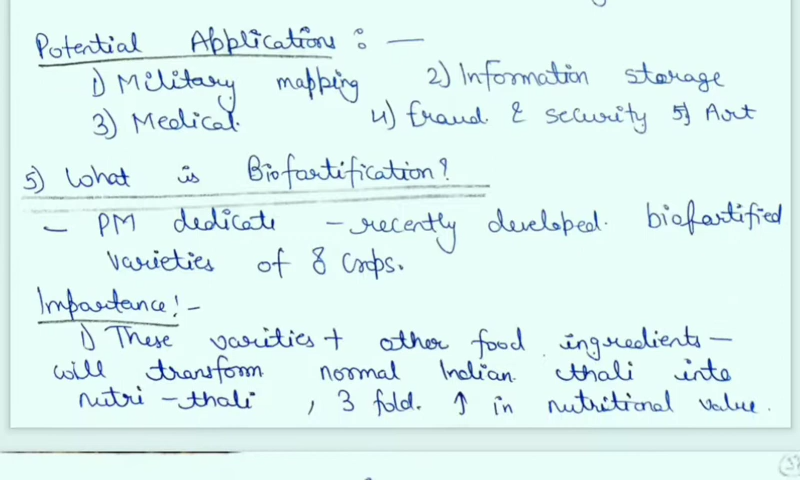 Potential Applications : —
1) Military mapping 2) Information storage
3) Medical. 4) Fraud & security 5) Art
5) What is Biofortification?
— PM dedicate - recently developed biofortified
varieties of 8 crops.
Importance! -
1) These varities + other food ingredients —
will transform normal Indian thali into
nutri - thali , 3 fold. ↑ in nutritional value.